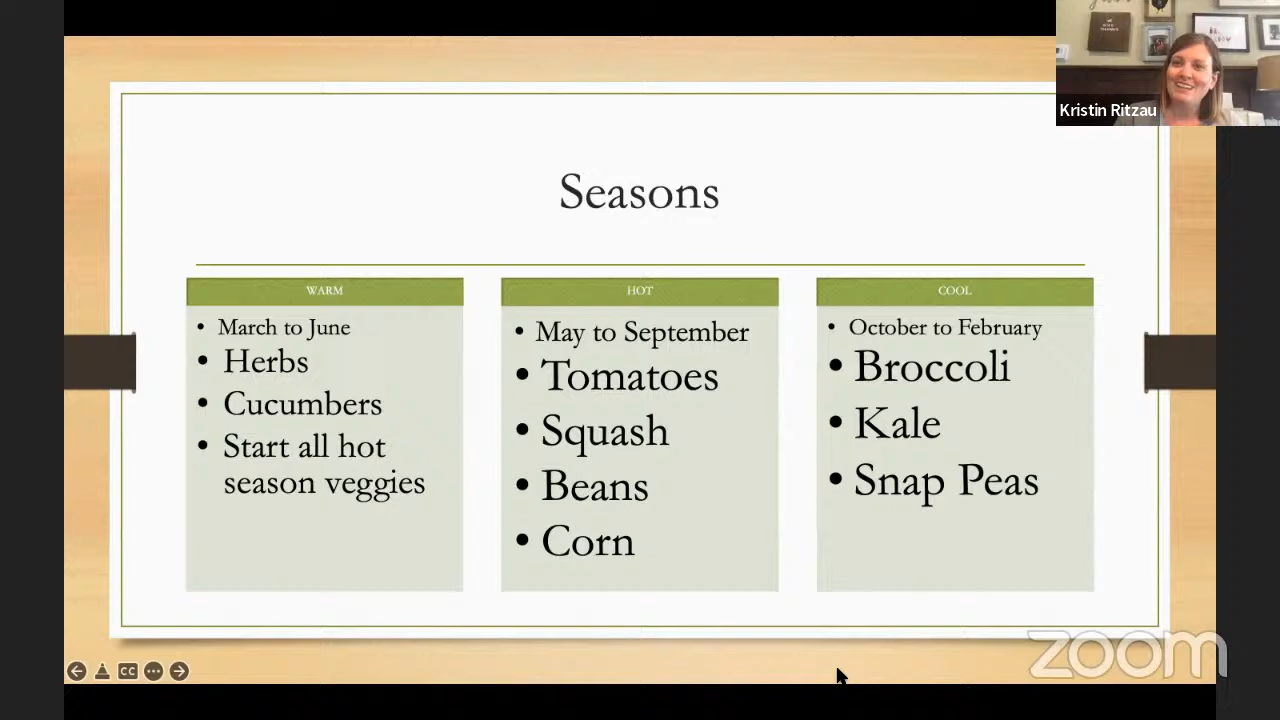 Kristin Ritzau
Seasons
WARM
• March to June
• Herbs
• Cucumbers
• Start all hot
season veggies
HOT
• May to September
• Tomatoes
• Squash
• Beans
• Corn
COOL
• October to February
• Broccoli
• Kale
• Snap Peas
CC
zoom